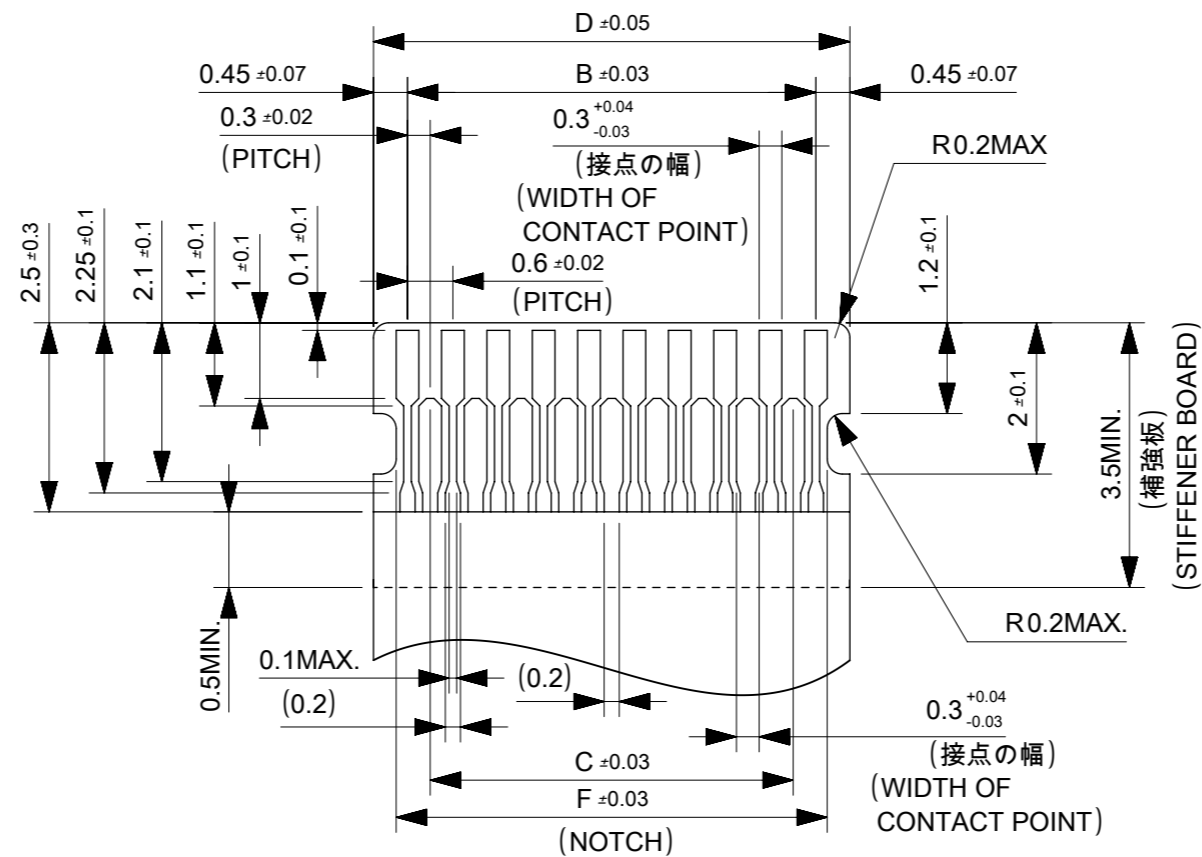 D ±0.05
0.45 ±0.07
B ±0.03
0.45 ±0.07
0.3 ±0.02
(PITCH)
0.3 +0.04 -0.03
(接点の幅)
(WIDTH OF
CONTACT POINT)
R0.2MAX
0.6 ±0.02
(PITCH)
2.5 ±0.3
2.25 ±0.1
2.1 ±0.1
1.1 ±0.1
1 ±0.1
0.1 ±0.1
1.2 ±0.1
2 ±0.1
3.5MIN.
(補強板)
(STIFFENER BOARD)
0.5MIN.
R0.2MAX.
0.1MAX.
(0.2)
(0.2)
0.3 +0.04 -0.03
(接点の幅)
(WIDTH OF
CONTACT POINT)
C ±0.03
F ±0.03
(NOTCH)